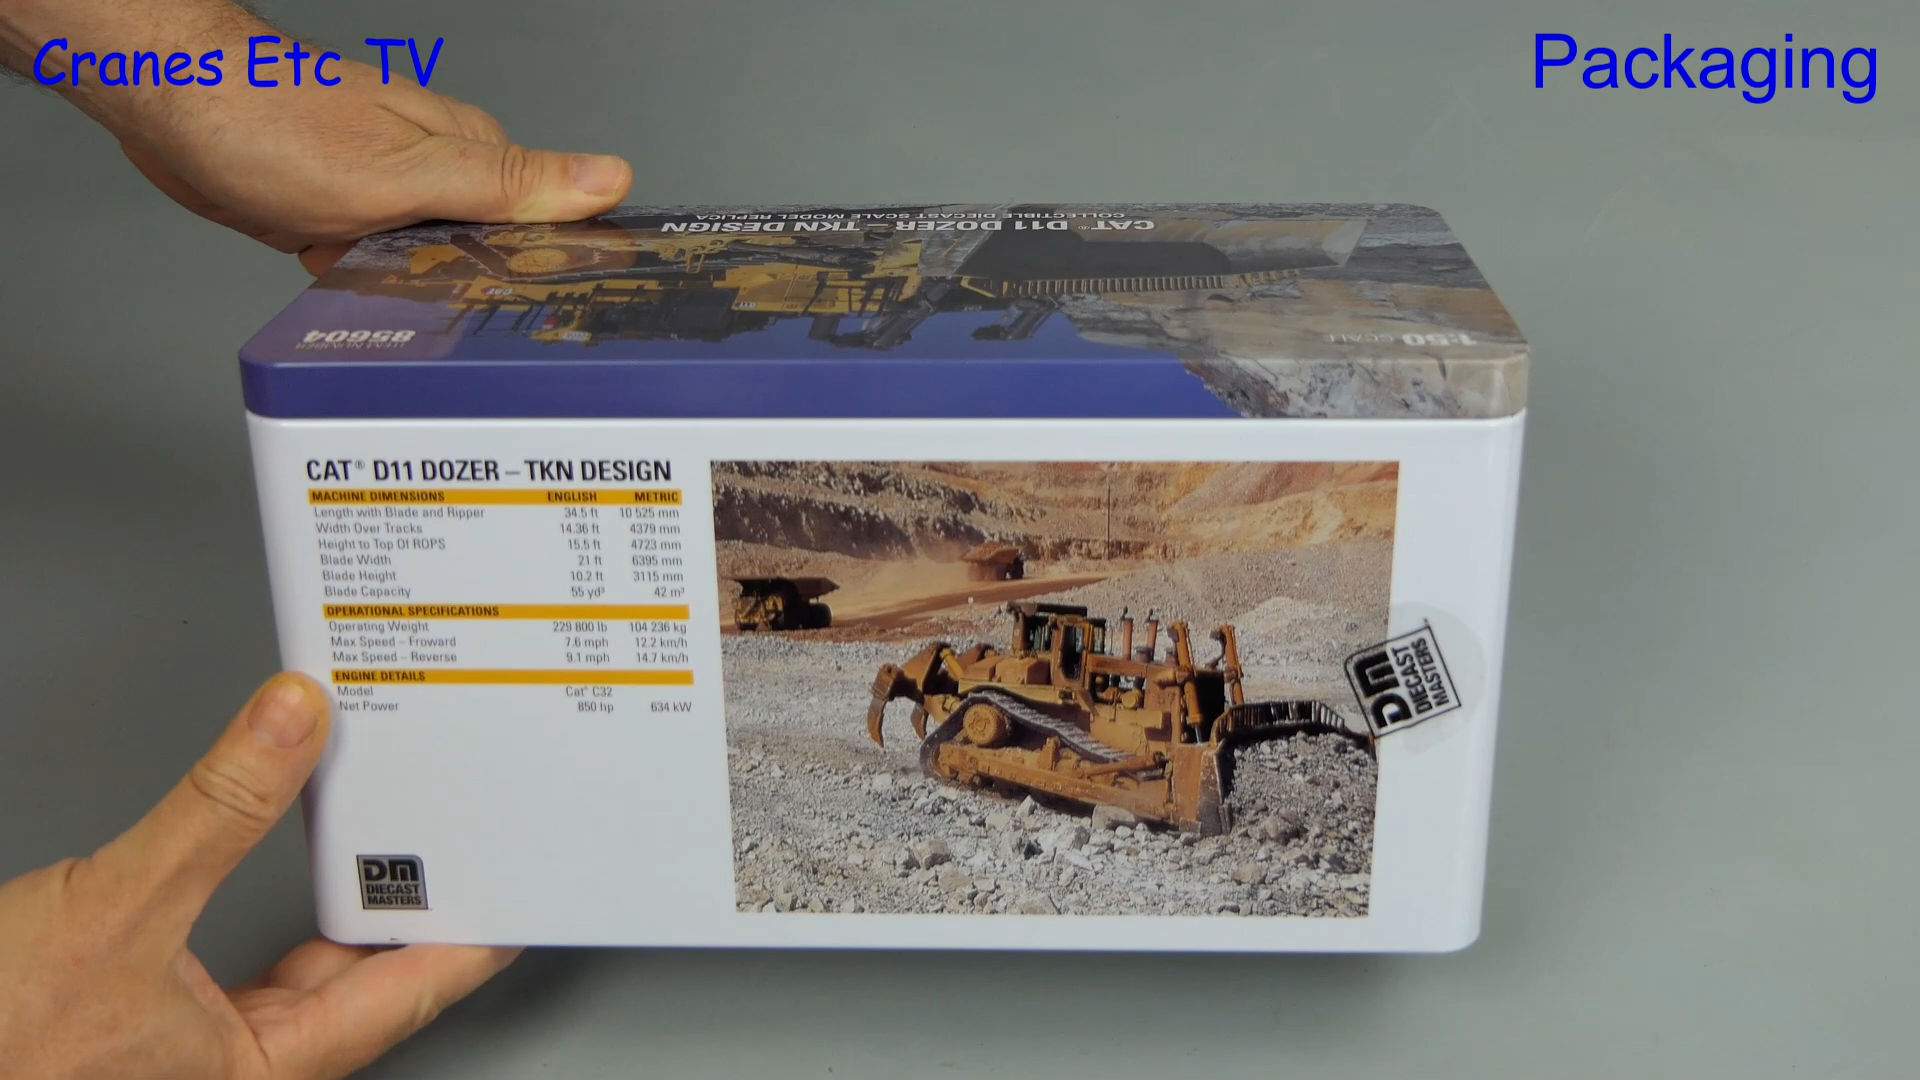 Cranes Etc TV
Packaging
CAT® D11 DOZER – TKN DESIGN
COLLECTIBLE DIECAST SCALE MODEL REPLICA
ITEM NUMBER
85604
1:50 SCALE
CAT® D11 DOZER – TKN DESIGN
MACHINE DIMENSIONS ENGLISH METRIC
Length with Blade and Ripper 34.5 ft 10 525 mm
Width Over Tracks 14.36 ft 4379 mm
Height to Top Of ROPS 15.5 ft 4723 mm
Blade Width 21 ft 6395 mm
Blade Height 10.2 ft 3115 mm
Blade Capacity 55 yd³ 42 m³
OPERATIONAL SPECIFICATIONS
Operating Weight 229 800 lb 104 236 kg
Max Speed – Froward 7.6 mph 12.2 km/h
Max Speed – Reverse 9.1 mph 14.7 km/h
ENGINE DETAILS
Model Cat® C32
Net Power 850 hp 634 kW
DM
DIECAST
MASTERS
DM
DIECAST
MASTERS